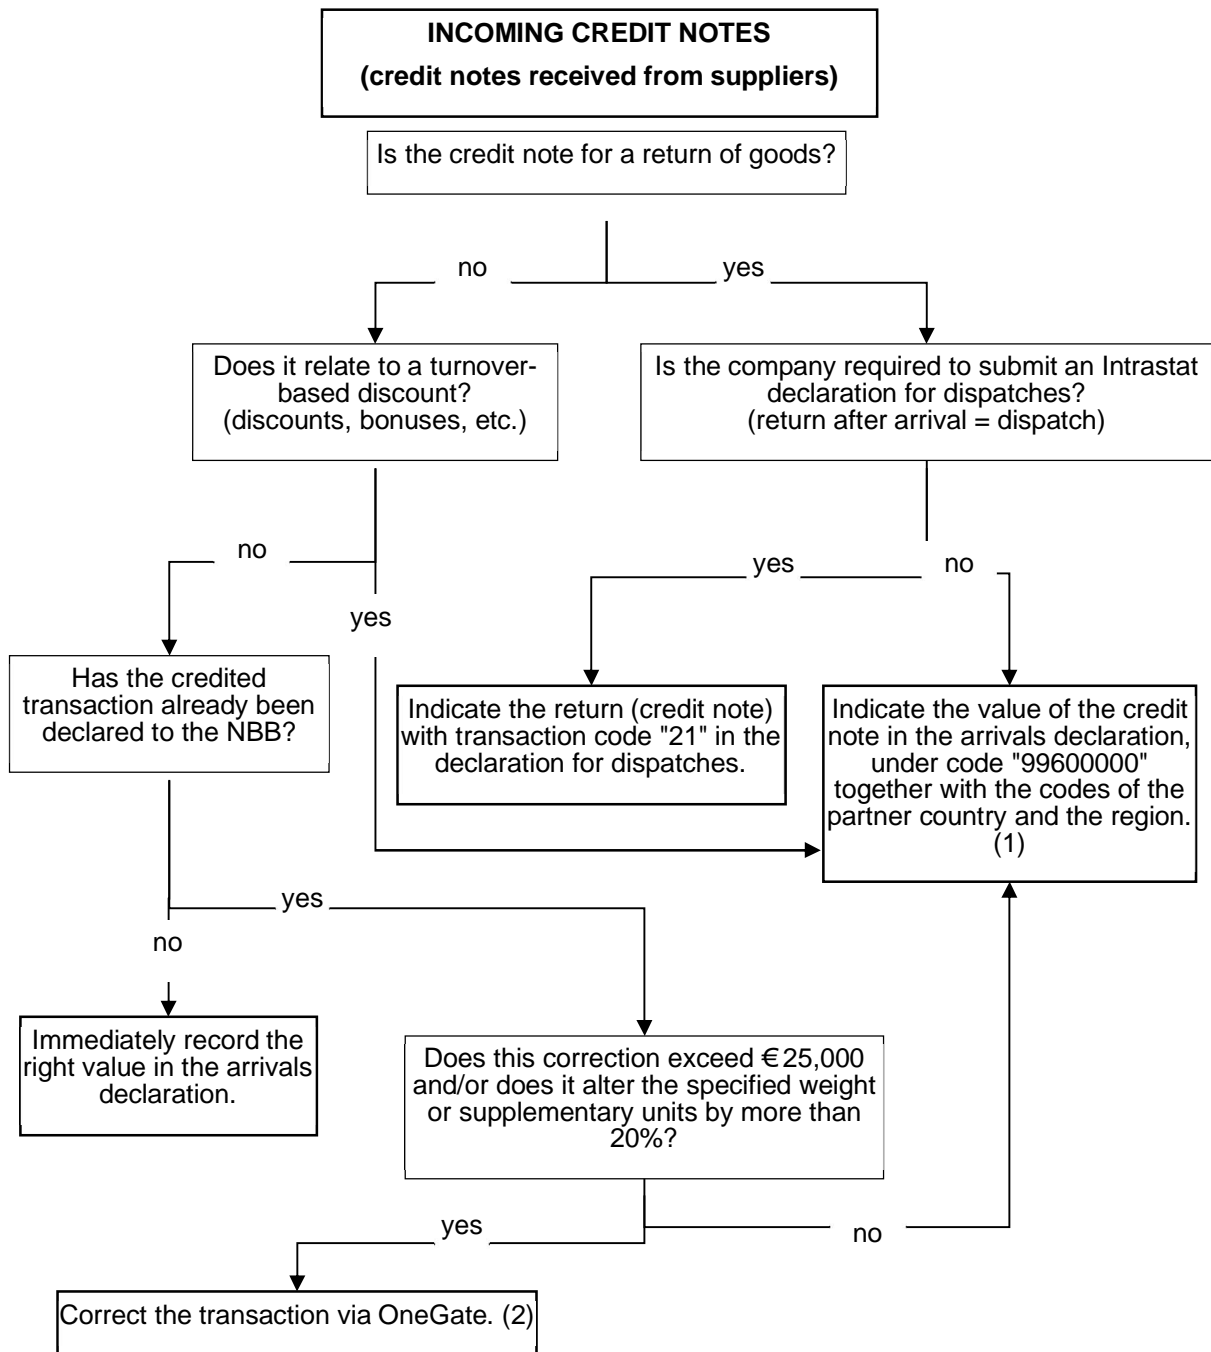 INCOMING CREDIT NOTES
(credit notes received from suppliers)
Is the credit note for a return of goods?
no
yes
Does it relate to a turnover-
based discount?
(discounts, bonuses, etc.)
Is the company required to submit an Intrastat
declaration for dispatches?
(return after arrival = dispatch)
no
yes
yes
no
Has the credited
transaction already been
declared to the NBB?
Indicate the return (credit note)
with transaction code "21" in the
declaration for dispatches.
Indicate the value of the credit
note in the arrivals declaration,
under code "99600000"
together with the codes of the
partner country and the region.
(1)
yes
no
Immediately record the
right value in the arrivals
declaration.
Does this correction exceed €25,000
and/or does it alter the specified weight
or supplementary units by more than
20%?
yes
no
Correct the transaction via OneGate. (2)